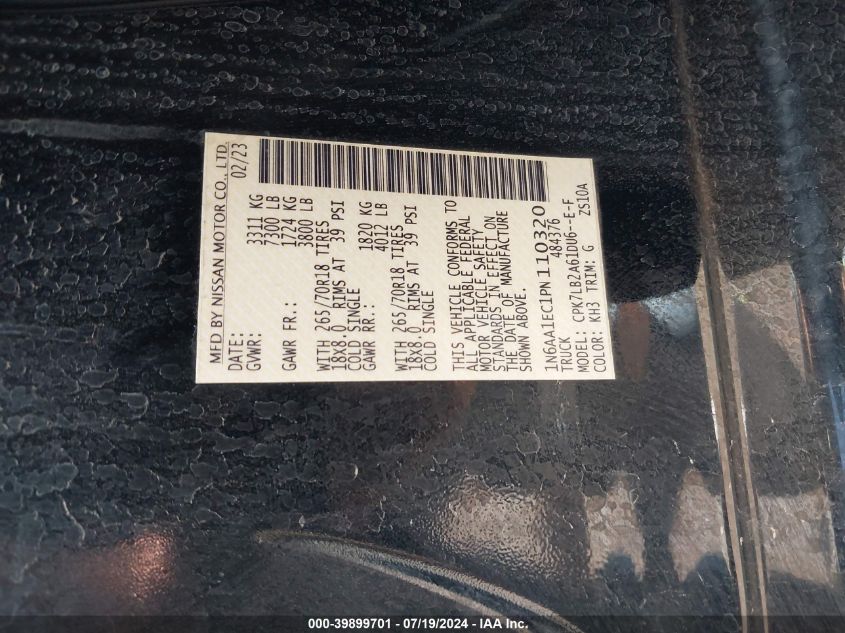 MFD BY NISSAN MOTOR CO., LTD.
DATE: 02/23
GVWR: 3311 KG
7300 LB
GAWR FR.: 1724 KG
3800 LB
WITH 265/70R18 TIRES
18x8.0 RIMS AT 39 PSI
COLD SINGLE
GAWR RR.: 1820 KG
4012 LB
WITH 265/70R18 TIRES
18x8.0 RIMS AT 39 PSI
COLD SINGLE
THIS VEHICLE CONFORMS TO
ALL APPLICABLE FEDERAL
MOTOR VEHICLE SAFETY
STANDARDS IN EFFECT ON
THE DATE OF MANUFACTURE
SHOWN ABOVE.
1N6AA1EC1PN110320
TRUCK 484376
MODEL: CPK7LB2A61DU6--E-F
COLOR: KH3 TRIM: G ZS10A
000-39899701 - 07/19/2024 - IAA Inc.